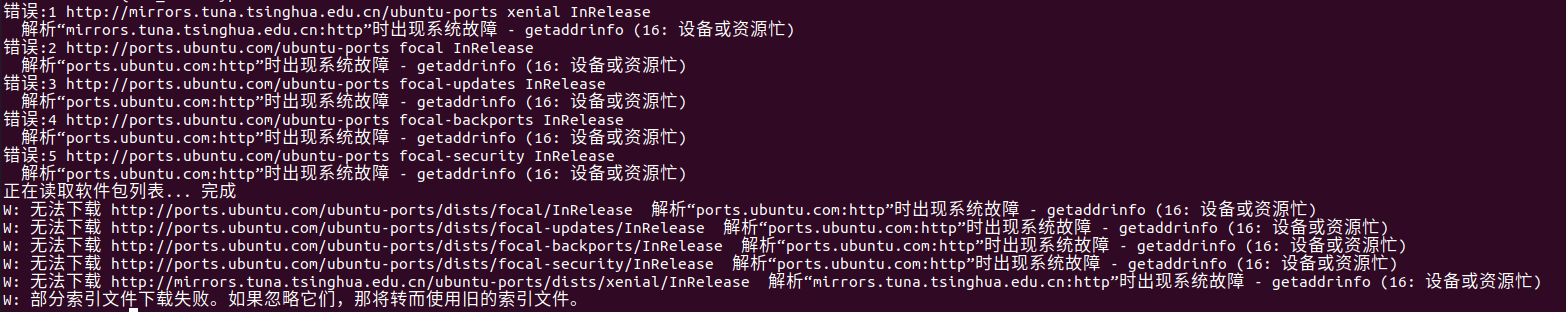 错误:1 http://mirrors.tuna.tsinghua.edu.cn/ubuntu-ports xenial InRelease
  解析“mirrors.tuna.tsinghua.edu.cn:http”时出现系统故障 - getaddrinfo (16: 设备或资源忙)
错误:2 http://ports.ubuntu.com/ubuntu-ports focal InRelease
  解析“ports.ubuntu.com:http”时出现系统故障 - getaddrinfo (16: 设备或资源忙)
错误:3 http://ports.ubuntu.com/ubuntu-ports focal-updates InRelease
  解析“ports.ubuntu.com:http”时出现系统故障 - getaddrinfo (16: 设备或资源忙)
错误:4 http://ports.ubuntu.com/ubuntu-ports focal-backports InRelease
  解析“ports.ubuntu.com:http”时出现系统故障 - getaddrinfo (16: 设备或资源忙)
错误:5 http://ports.ubuntu.com/ubuntu-ports focal-security InRelease
  解析“ports.ubuntu.com:http”时出现系统故障 - getaddrinfo (16: 设备或资源忙)
正在读取软件包列表... 完成
W: 无法下载 http://ports.ubuntu.com/ubuntu-ports/dists/focal/InRelease  解析“ports.ubuntu.com:http”时出现系统故障 - getaddrinfo (16: 设备或资源忙)
W: 无法下载 http://ports.ubuntu.com/ubuntu-ports/dists/focal-updates/InRelease  解析“ports.ubuntu.com:http”时出现系统故障 - getaddrinfo (16: 设备或资源忙)
W: 无法下载 http://ports.ubuntu.com/ubuntu-ports/dists/focal-backports/InRelease  解析“ports.ubuntu.com:http”时出现系统故障 - getaddrinfo (16: 设备或资源忙)
W: 无法下载 http://ports.ubuntu.com/ubuntu-ports/dists/focal-security/InRelease  解析“ports.ubuntu.com:http”时出现系统故障 - getaddrinfo (16: 设备或资源忙)
W: 无法下载 http://mirrors.tuna.tsinghua.edu.cn/ubuntu-ports/dists/xenial/InRelease  解析“mirrors.tuna.tsinghua.edu.cn:http”时出现系统故障 - getaddrinfo (16: 设备或资源忙)
W: 部分索引文件下载失败。如果忽略它们，那将转而使用旧的索引文件。